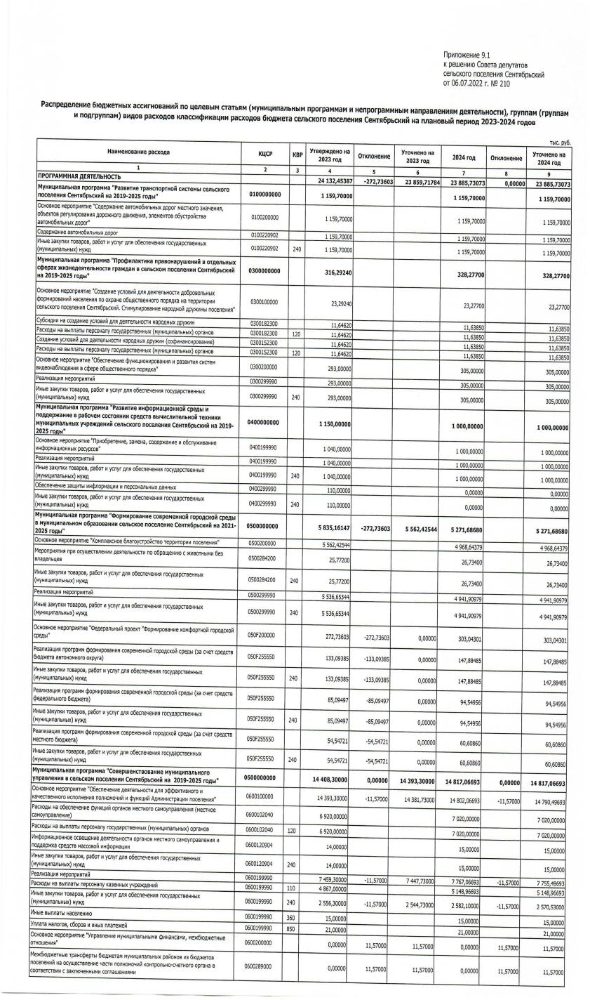 Приложение 9.1
к решению Совета депутатов
сельского поселения Сентябрьский
от 06.07.2022 г. № 210
Распределение бюджетных ассигнований по целевым статьям (муниципальным программам и непрограммным направлениям деятельности), группам (группам
и подгруппам) видов расходов классификации расходов бюджета сельского поселения Сентябрьский на плановый период 2023-2024 годов
тыс. руб.
Наименование расхода КЦСР КВР Утверждено на 2023 год Отклонение Уточнено на 2023 год 2024 год Отклонение Уточнено на 2024 год
1 2 3 4 5 6 7 8 9
ПРОГРАММНАЯ ДЕЯТЕЛЬНОСТЬ 24 132,45387 -272,73603 23 859,71784 23 885,73073 0,00000 23 885,73073
Муниципальная программа "Развитие транспортной системы сельского
поселения Сентябрьский на 2019-2025 годы" 0100000000 1 159,70000 1 159,70000 1 159,70000
Основное мероприятие "Содержание автомобильных дорог местного значения,
объектов регулирования дорожного движения, элементов обустройства
автомобильных дорог" 0100200000 1 159,70000 1 159,70000 1 159,70000
Содержание автомобильных дорог 0100220902 1 159,70000 1 159,70000 1 159,70000
Иные закупки товаров, работ и услуг для обеспечения государственных
(муниципальных) нужд 0100220902 240 1 159,70000 1 159,70000 1 159,70000
Муниципальная программа "Профилактика правонарушений в отдельных
сферах жизнедеятельности граждан в сельском поселении Сентябрьский
на 2019-2025 годы" 0300000000 316,29240 328,27700 328,27700
Основное мероприятие "Создание условий для деятельности добровольных
формирований населения по охране общественного порядка на территории
сельского поселения Сентябрьский. Стимулирование народной дружины поселения" 0300100000 23,29240 23,27700 23,27700
Субсидии на создание условий для деятельности народных дружин 0300182300 11,64620 11,63850 11,63850
Расходы на выплаты персоналу государственных (муниципальных) органов 0300182300 120 11,64620 11,63850 11,63850
Создание условий для деятельности народных дружин (софинансирование) 03001S2300 11,64620 11,63850 11,63850
Расходы на выплаты персоналу государственных (муниципальных) органов 03001S2300 120 11,64620 11,63850 11,63850
Основное мероприятие "Обеспечение функционирования и развития систем
видеонаблюдения в сфере общественного порядка" 0300200000 293,00000 305,00000 305,00000
Реализация мероприятий 0300299990 293,00000 305,00000 305,00000
Иные закупки товаров, работ и услуг для обеспечения государственных
(муниципальных) нужд 0300299990 240 293,00000 305,00000 305,00000
Муниципальная программа "Развитие информационной среды и
поддержание в рабочем состоянии средств вычислительной техники
муниципальных учреждений сельского поселения Сентябрьский на 2019-
2025 годы" 0400000000 1 150,00000 1 000,00000 1 000,00000
Основное мероприятие "Приобретение, замена, содержание и обслуживание
информационных ресурсов" 0400199990 1 040,00000 1 000,00000 1 000,00000
Реализация мероприятий 0400199990 1 040,00000 1 000,00000 1 000,00000
Иные закупки товаров, работ и услуг для обеспечения государственных
(муниципальных) нужд 0400199990 240 1 040,00000 1 000,00000 1 000,00000
Обеспечение защиты инфлормации и персональных данных 0400299990 110,00000 0,00000 0,00000
Иные закупки товаров, работ и услуг для обеспечения государственных
(муниципальных) нужд 0400299990 240 110,00000 0,00000 0,00000
Муниципальная программа "Формирование современной городской среды
в муниципальном образовании сельское поселение Сентябрьский на 2021-
2025 годы" 0500000000 5 835,16147 -272,73603 5 562,42544 5 271,68680 5 271,68680
Основное мероприятие "Комплексное благоустройство территории поселения" 0500200000 5 562,42544 4 968,64379 4 968,64379
Мероприятия при осуществлении деятельности по обращению с животными без
владельцев 0500284200 25,77200 26,73400 26,73400
Иные закупки товаров, работ и услуг для обеспечения государственных
(муниципальных) нужд 0500284200 240 25,77200 26,73400 26,73400
Реализация мероприятий 0500299990 5 536,65344 4 941,90979 4 941,90979
Иные закупки товаров, работ и услуг для обеспечения государственных
(муниципальных) нужд 0500299990 240 5 536,65344 4 941,90979 4 941,90979
Основное мероприятие "Федеральный проект "Формирование комфортной городской
среды" 050F200000 272,73603 -272,73603 0,00000 303,04301 303,04301
Реализация программ формирования современной городской среды (за счет средств
бюджета автономного округа) 050F255550 133,09385 -133,09385 0,00000 147,88485 147,88485
Иные закупки товаров, работ и услуг для обеспечения государственных
(муниципальных) нужд 050F255550 240 133,09385 -133,09385 0,00000 147,88485 147,88485
Реализация программ формирования современной городской среды (за счет средств
федерального бюджета) 050F255550 85,09497 -85,09497 0,00000 94,54956 94,54956
Иные закупки товаров, работ и услуг для обеспечения государственных
(муниципальных) нужд 050F255550 240 85,09497 -85,09497 0,00000 94,54956 94,54956
Реализация программ формирования современной городской среды (за счет средств
местного бюджета) 050F255550 54,54721 -54,54721 0,00000 60,60860 60,60860
Иные закупки товаров, работ и услуг для обеспечения государственных
(муниципальных) нужд 050F255550 240 54,54721 -54,54721 0,00000 60,60860 60,60860
Муниципальная программа "Совершенствование муниципального
управления в сельском поселении Сентябрьский на 2019-2025 годы" 0600000000 14 408,30000 0,00000 14 393,30000 14 817,06693 0,00000 14 817,06693
Основное мероприятие "Обеспечение деятельности для эффективного и
качественного исполнения полномочий и функций Администрации поселения" 0600100000 14 393,30000 -11,57000 14 381,73000 14 802,06693 -11,57000 14 790,49693
Расходы на обеспечение функций органов местного самоуправления (местное
самоуправление) 0600102040 6 920,00000 7 020,00000 7 020,00000
Расходы на выплаты персоналу государственных (муниципальных) органов 0600102040 120 6 920,00000 7 020,00000 7 020,00000
Информационное освещение деятельности органов местного самоуправления и
поддержка средств массовой информации 0600120904 14,00000 15,00000 15,00000
Иные закупки товаров, работ и услуг для обеспечения государственных
(муниципальных) нужд 0600120904 240 14,00000 15,00000 15,00000
Реализация мероприятий 0600199990 7 459,30000 -11,57000 7 447,73000 7 767,06693 -11,57000 7 755,49693
Расходы на выплаты персоналу казенных учреждений 0600199990 110 4 867,00000 5 148,96693 5 148,96693
Иные закупки товаров, работ и услуг для обеспечения государственных
(муниципальных) нужд 0600199990 240 2 556,30000 -11,57000 2 544,73000 2 582,10000 -11,57000 2 570,53000
Иные выплаты населению 0600199990 360 15,00000 15,00000 15,00000
Уплата налогов, сборов и иных платежей 0600199990 850 21,00000 21,00000 21,00000
Основное мероприятие "Управление муниципальными финансами, межбюджетные
отношения" 0600200000 0,00000 11,57000 11,57000 0,00000 11,57000 11,57000
Межбюджетные трансферты бюджетам муниципальных районов из бюджетов
поселений на осуществление части полномочий контрольно-счетного органа в
соответствии с заключенными соглашениями 0600289000 0,00000 11,57000 11,57000 0,00000 11,57000 11,57000